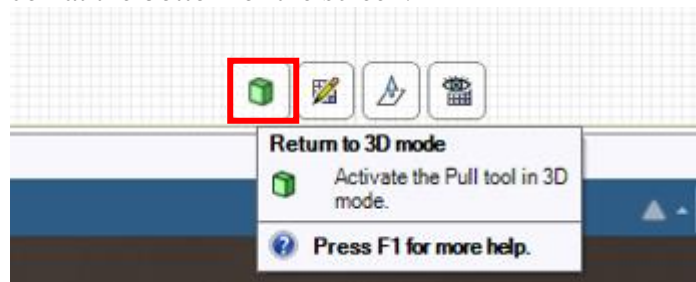 Return to 3D mode
Activate the Pull tool in 3D
mode.
Press F1 for more help.